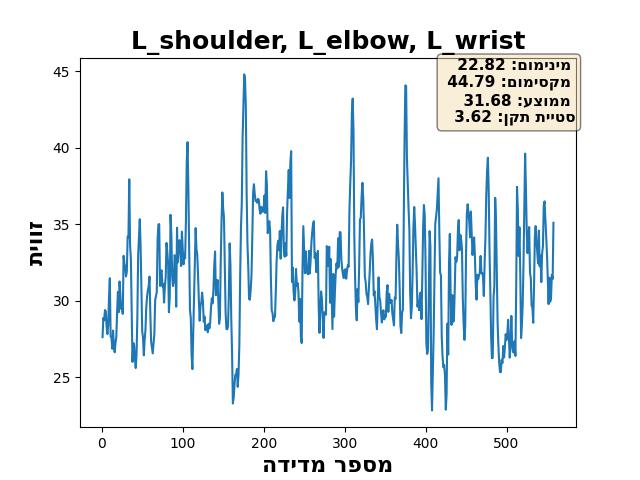 L_shoulder, L_elbow, L_wrist
מינימום: 22.82
מקסימום: 44.79
ממוצע: 31.68
סטיית תקן: 3.62
45
40
35
30
25
זווית
0 100 200 300 400 500
מספר מדידה